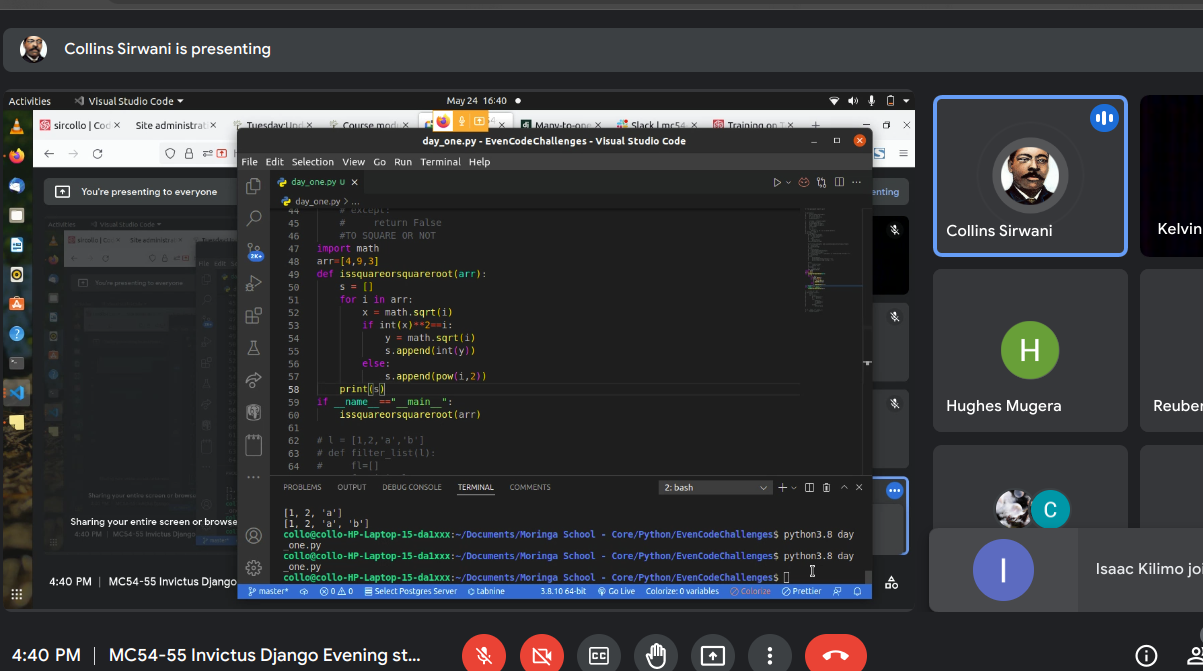 Collins Sirwani is presenting
Activities
Visual Studio Code
May 24 16:40
sircollo | Cod
Site administrat
Tuesday:Und
Course mod
Many-to-on
Slack | mc54
Training on T
day_one.py - EvenCodeChallenges - Visual Studio Code
File Edit Selection View Go Run Terminal Help
You're presenting to everyone
day_one.py U
day_one.py > ...
44 # except:
45 # return False
46 #TO SQUARE OR NOT
47 import math
48 arr=[4,9,3]
49 def issquareorsquareroot(arr):
50 s = []
51 for i in arr:
52 x = math.sqrt(i)
53 if int(x)**2==i:
54 y = math.sqrt(i)
55 s.append(int(y))
56 else:
57 s.append(pow(i,2))
58 print(s)
59 if __name__=="__main__":
60 issquareorsquareroot(arr)
61
62 # l = [1,2,'a','b']
63 # def filter_list(l):
64 # fl=[]
2K+
PROBLEMS OUTPUT DEBUG CONSOLE TERMINAL COMMENTS
2: bash
[1, 2, 'a']
[1, 2, 'a', 'b']
collo@collo-HP-Laptop-15-da1xxx:~/Documents/Moringa School - Core/Python/EvenCodeChallenges$ python3.8 day
_one.py
collo@collo-HP-Laptop-15-da1xxx:~/Documents/Moringa School - Core/Python/EvenCodeChallenges$ python3.8 day
_one.py
collo@collo-HP-Laptop-15-da1xxx:~/Documents/Moringa School - Core/Python/EvenCodeChallenges$
master* 0 0 Select Postgres Server tabnine 3.8.10 64-bit Go Live Colorize: 0 variables Colorize Prettier
Sharing your entire screen or browse
4:40 PM | MC54-55 Invictus Django
Collins Sirwani
Kelvin
H
Hughes Mugera
Reuben
C
I
Isaac Kilimo joi
4:40 PM | MC54-55 Invictus Django Evening st...